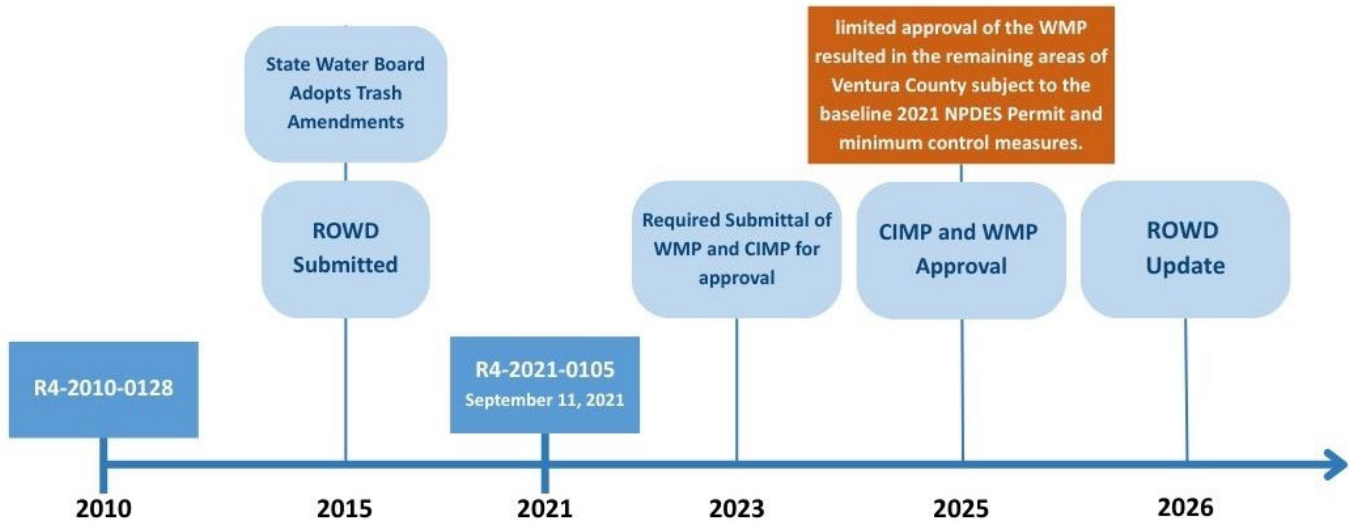 State Water Board
Adopts Trash
Amendments
limited approval of the WMP
resulted in the remaining areas of
Ventura County subject to the
baseline 2021 NPDES Permit and
minimum control measures.
ROWD
Submitted
Required Submittal of
WMP and CIMP for
approval
CIMP and WMP
Approval
ROWD
Update
R4-2010-0128
R4-2021-0105
September 11, 2021
2010
2015
2021
2023
2025
2026